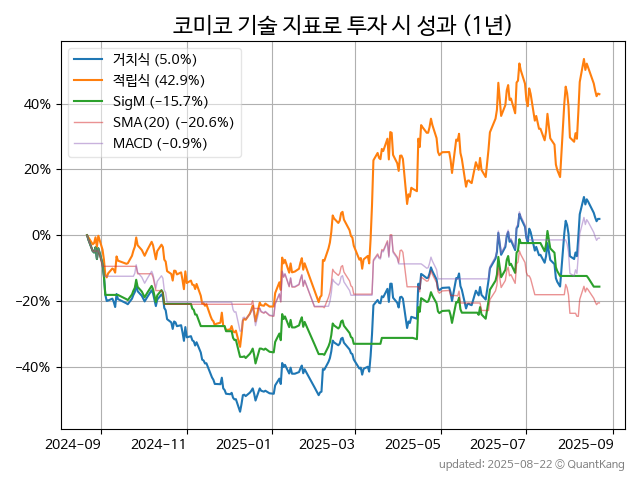 코미코 기술 지표로 투자 시 성과 (1년)
거치식 (5.0%)
적립식 (42.9%)
SigM (−15.7%)
SMA(20) (−20.6%)
MACD (−0.9%)
40%
20%
0%
−20%
−40%
2024-09 2024-11 2025-01 2025-03 2025-05 2025-07 2025-09
updated: 2025-08-22 © QuantKang